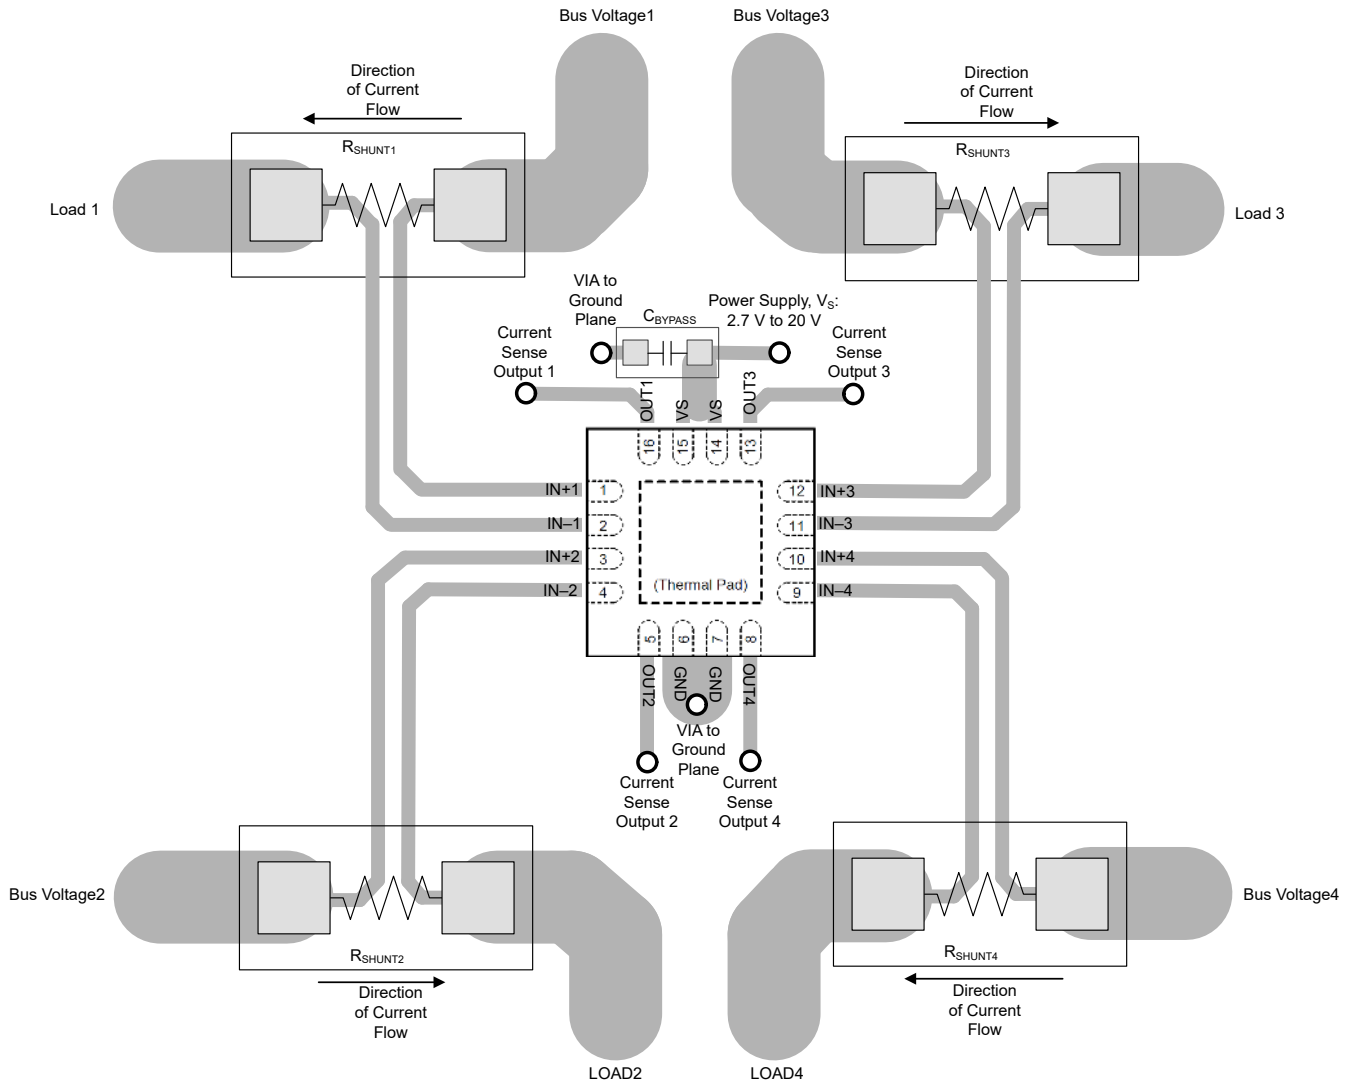 Bus Voltage1
Bus Voltage3
Direction
of Current
Flow
Direction
of Current
Flow
RSHUNT1
RSHUNT3
Load 1
Load 3
VIA to
Ground
Plane
CBYPASS
Power Supply, VS:
2.7 V to 20 V
Current
Sense
Output 1
Current
Sense
Output 3
OUT1
VS
VS
OUT3
16
15
14
13
IN+1
1
12
IN+3
IN–1
2
11
IN–3
IN+2
3
10
IN+4
IN–2
4
9
IN–4
(Thermal Pad)
5
6
7
8
OUT2
GND
GND
OUT4
VIA to
Ground
Plane
Current
Sense
Output 2
Current
Sense
Output 4
Bus Voltage2
Bus Voltage4
RSHUNT2
RSHUNT4
Direction
of Current
Flow
Direction
of Current
Flow
LOAD2
LOAD4